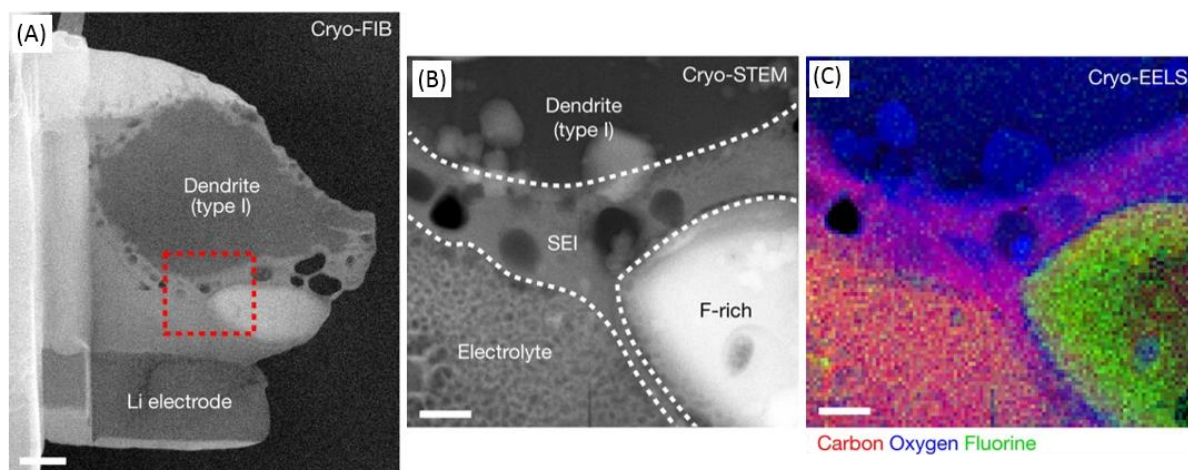 (A)
Cryo-FIB
Dendrite
(type I)
Li electrode
(B)
Cryo-STEM
Dendrite
(type I)
SEI
F-rich
Electrolyte
(C)
Cryo-EELS
Carbon Oxygen Fluorine